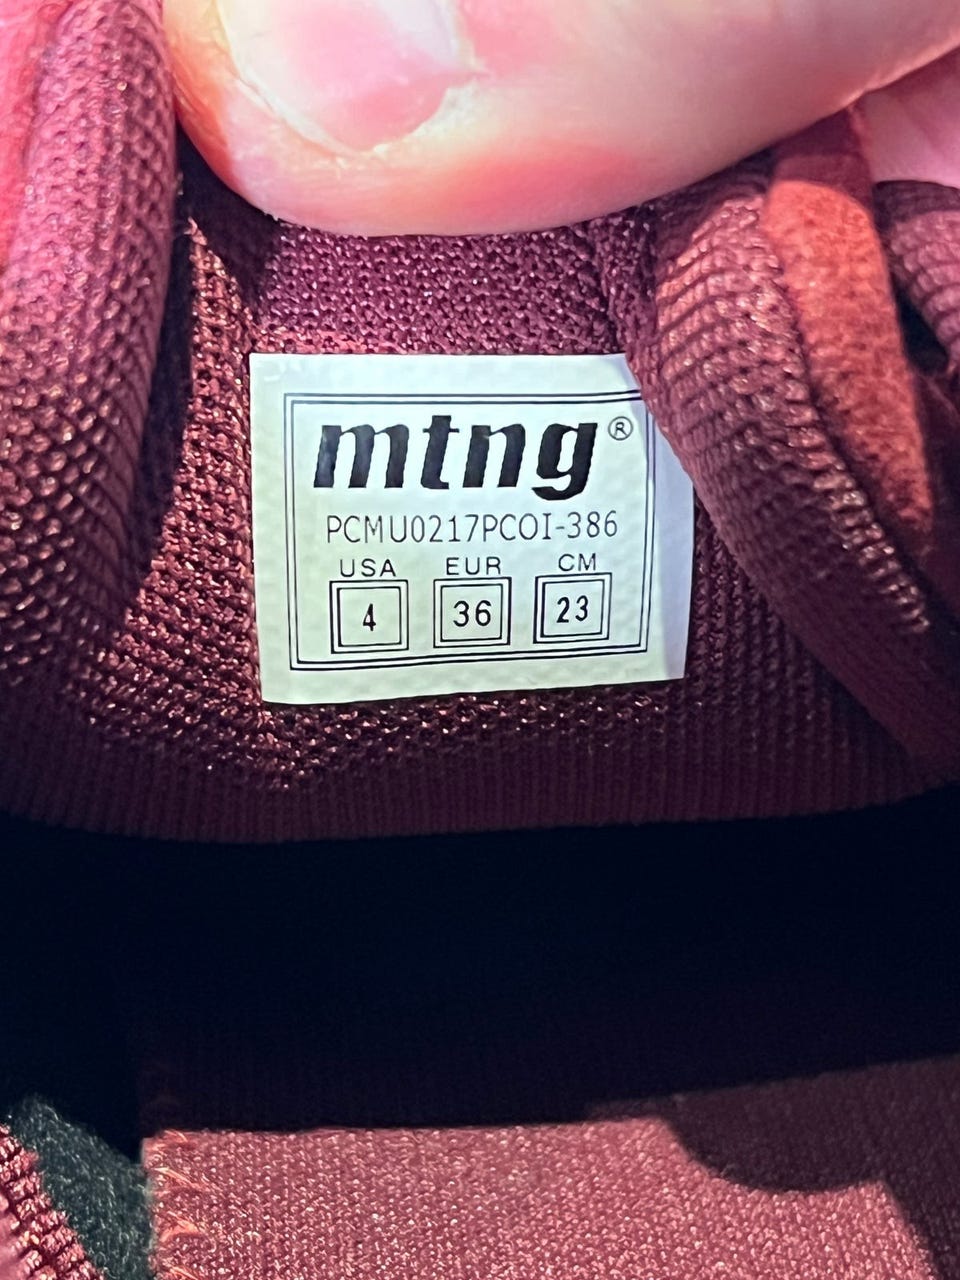 mtng®
PCMU0217PCOI-386
USA EUR CM
4 36 23